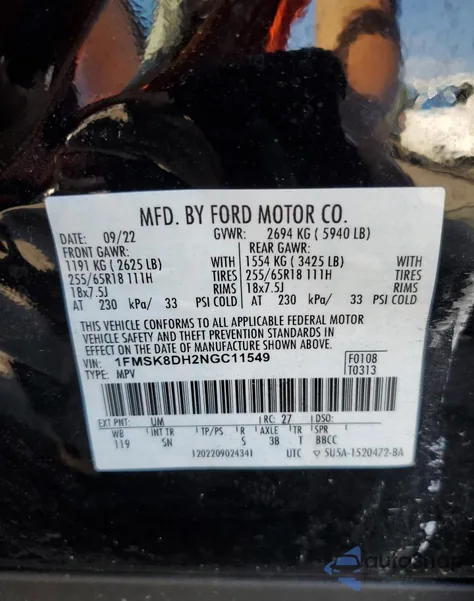 MFD. BY FORD MOTOR CO.
DATE: 09/22 GVWR: 2694 KG ( 5940 LB)
FRONT GAWR: REAR GAWR:
1191 KG ( 2625 LB) WITH 1554 KG ( 3425 LB) WITH
255/65R18 111H TIRES 255/65R18 111H TIRES
18x7.5J RIMS 18x7.5J RIMS
AT 230 kPa/ 33 PSI COLD AT 230 kPa/ 33 PSI COLD
THIS VEHICLE CONFORMS TO ALL APPLICABLE FEDERAL MOTOR
VEHICLE SAFETY AND THEFT PREVENTION STANDARDS IN
EFFECT ON THE DATE OF MANUFACTURE SHOWN ABOVE.
VIN: 1FMSK8DH2NGC11549 F0108
TYPE: MPV T0313
EXT PNT: UM RC: 27 DSO:
WB INT TR TP/PS R AXLE TR SPR
119 SN S 3B T BBCC
1202209024341 UTC 5U5A-1520472-BA
autosnap